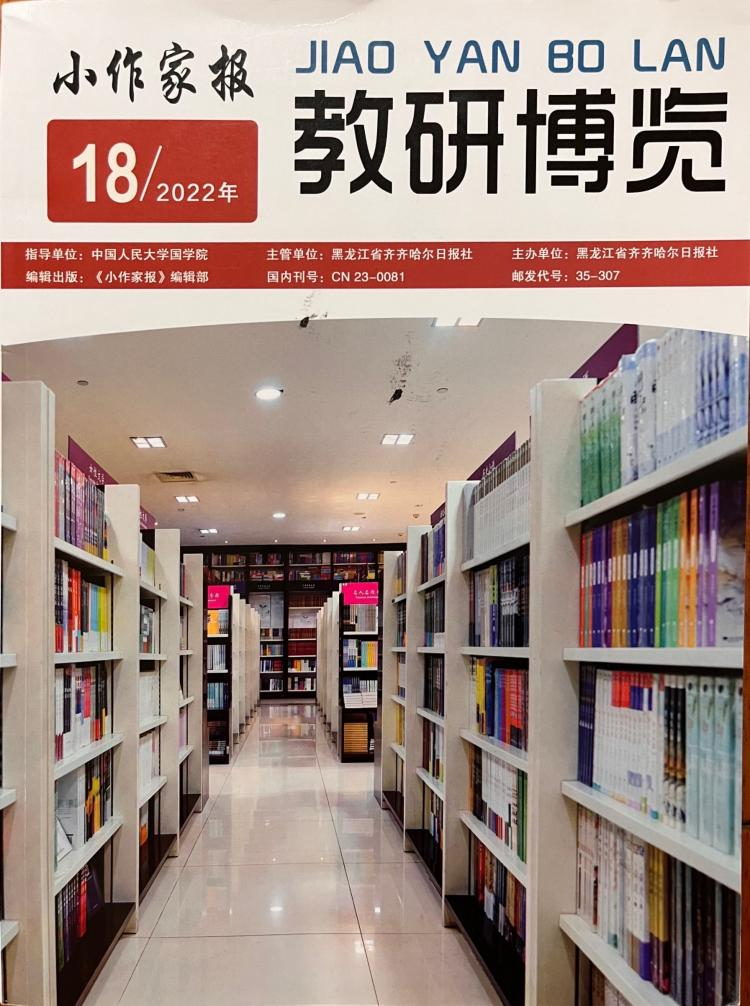 小作家报
JIAO YAN BO LAN
教研博览
18/2022年
指导单位：中国人民大学国学院
主管单位：黑龙江省齐齐哈尔日报社
主办单位：黑龙江省齐齐哈尔日报社
编辑出版：《小作家报》编辑部
国内刊号：CN 23-0081
邮发代号：35-307